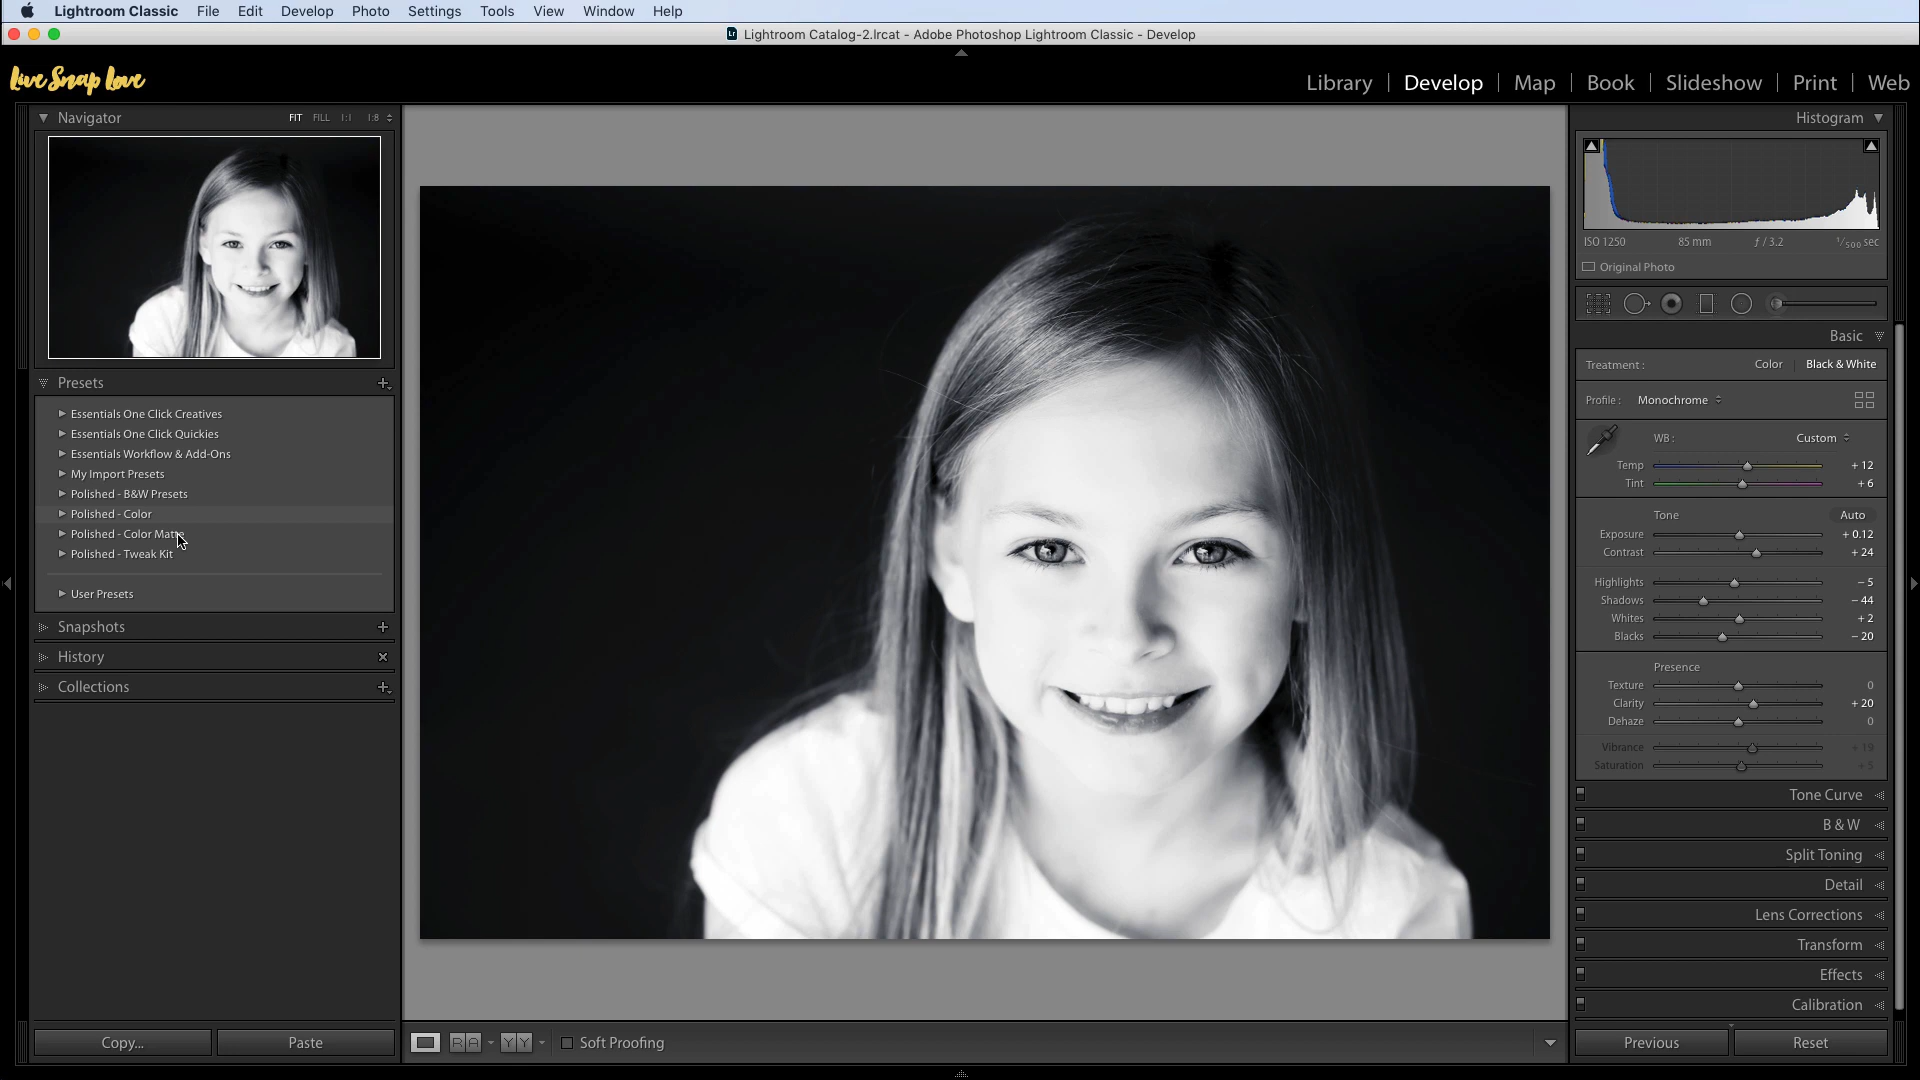 Lightroom Classic File Edit Develop Photo Settings Tools View Window Help
Lightroom Catalog-2.lrcat - Adobe Photoshop Lightroom Classic - Develop
Live Snap Love
Library | Develop | Map | Book | Slideshow | Print | Web
Navigator FIT FILL 1:1 1:8
Presets
Essentials One Click Creatives
Essentials One Click Quickies
Essentials Workflow & Add-Ons
My Import Presets
Polished - B&W Presets
Polished - Color
Polished - Color Matte
Polished - Tweak Kit
User Presets
Snapshots
History
Collections
Copy... Paste
Soft Proofing
Histogram
ISO 1250 85 mm ƒ / 3.2 1/500 sec
Original Photo
Basic
Treatment : Color Black & White
Profile : Monochrome
WB : Custom
Temp + 12
Tint + 6
Tone Auto
Exposure + 0.12
Contrast + 24
Highlights − 5
Shadows − 44
Whites + 2
Blacks − 20
Presence
Texture 0
Clarity + 20
Dehaze 0
Vibrance + 19
Saturation + 5
Tone Curve
B & W
Split Toning
Detail
Lens Corrections
Transform
Effects
Calibration
Previous Reset